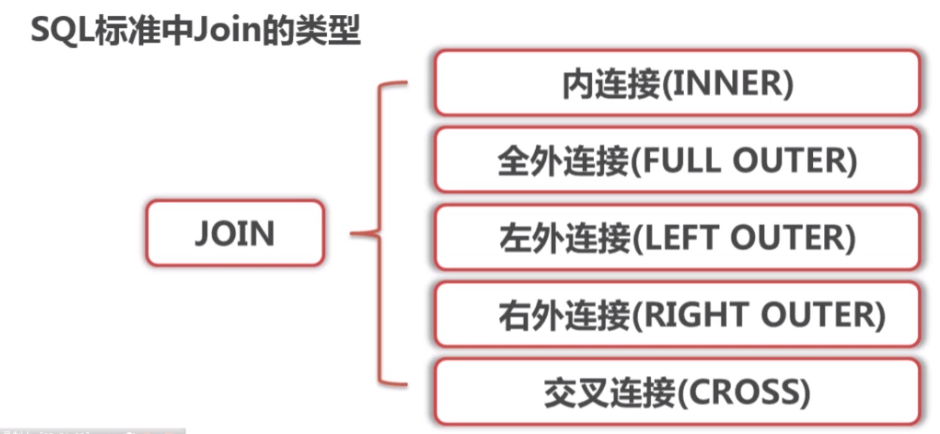 SQL标准中Join的类型
内连接(INNER)
全外连接(FULL OUTER)
左外连接(LEFT OUTER)
JOIN
右外连接(RIGHT OUTER)
交叉连接(CROSS)